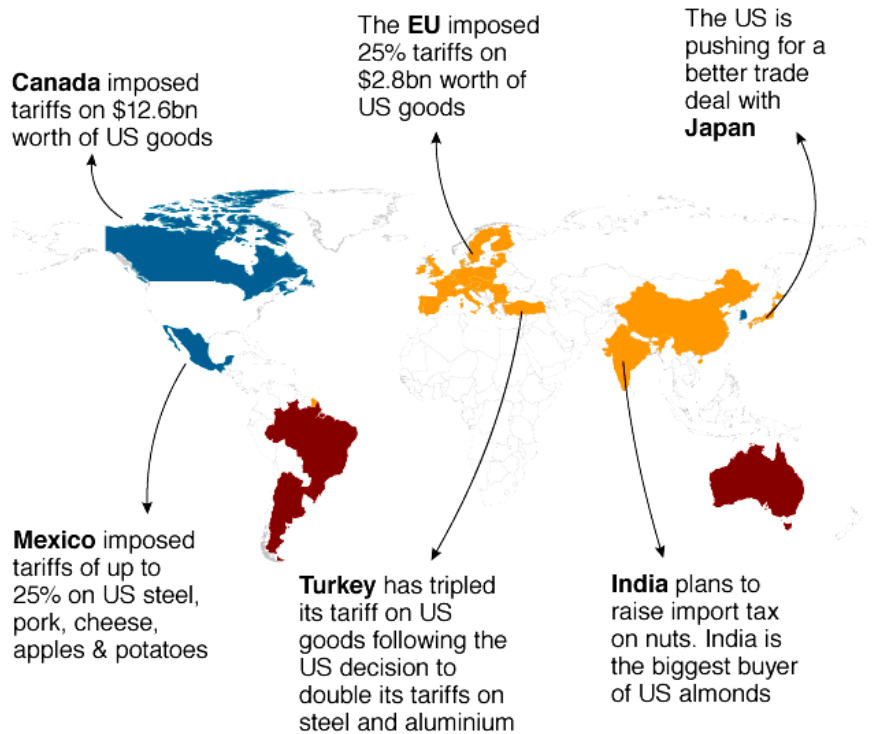 Canada imposed
tariffs on $12.6bn
worth of US goods
The EU imposed
25% tariffs on
$2.8bn worth of
US goods
The US is
pushing for a
better trade
deal with
Japan
Mexico imposed
tariffs of up to
25% on US steel,
pork, cheese,
apples & potatoes
Turkey has tripled
its tariff on US
goods following the
US decision to
double its tariffs on
steel and aluminium
India plans to
raise import tax
on nuts. India is
the biggest buyer
of US almonds